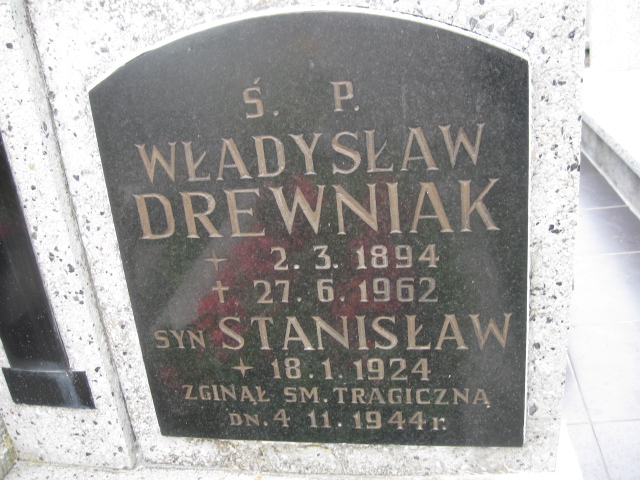 Ś. P.
WŁADYSŁAW
DREWNIAK
+ 2. 3. 1894
† 27. 6. 1962
SYN STANISŁAW
+ 18. 1. 1924
ZGINĄŁ SM. TRAGICZNĄ
DN. 4 11. 1944 r.